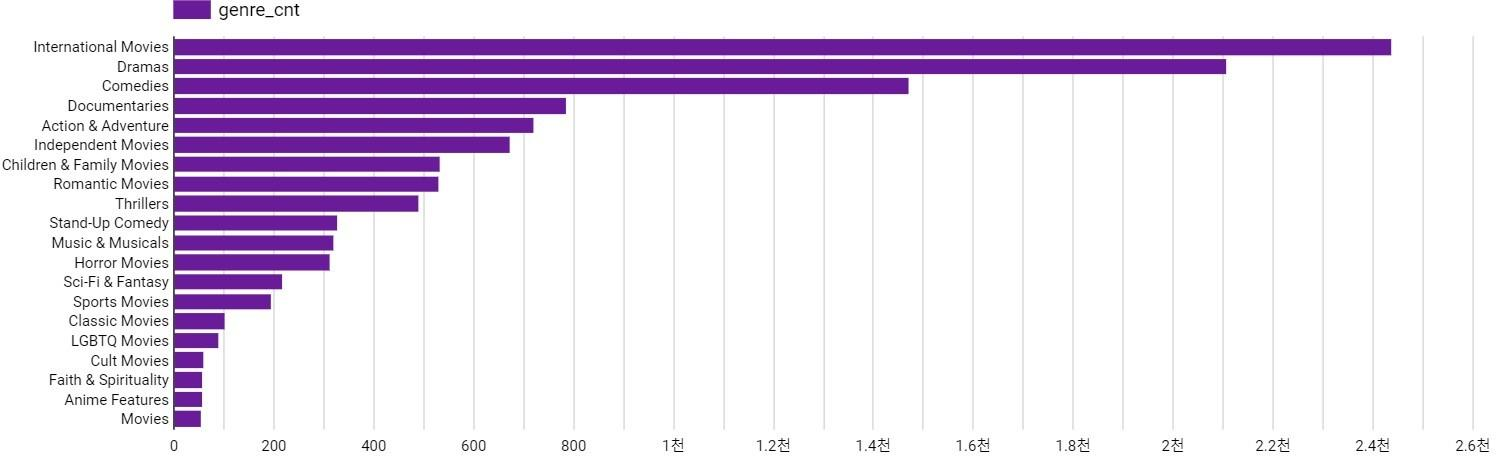 genre_cnt
International Movies
Dramas
Comedies
Documentaries
Action & Adventure
Independent Movies
Children & Family Movies
Romantic Movies
Thrillers
Stand-Up Comedy
Music & Musicals
Horror Movies
Sci-Fi & Fantasy
Sports Movies
Classic Movies
LGBTQ Movies
Cult Movies
Faith & Spirituality
Anime Features
Movies
0 200 400 600 800 1천 1.2천 1.4천 1.6천 1.8천 2천 2.2천 2.4천 2.6천